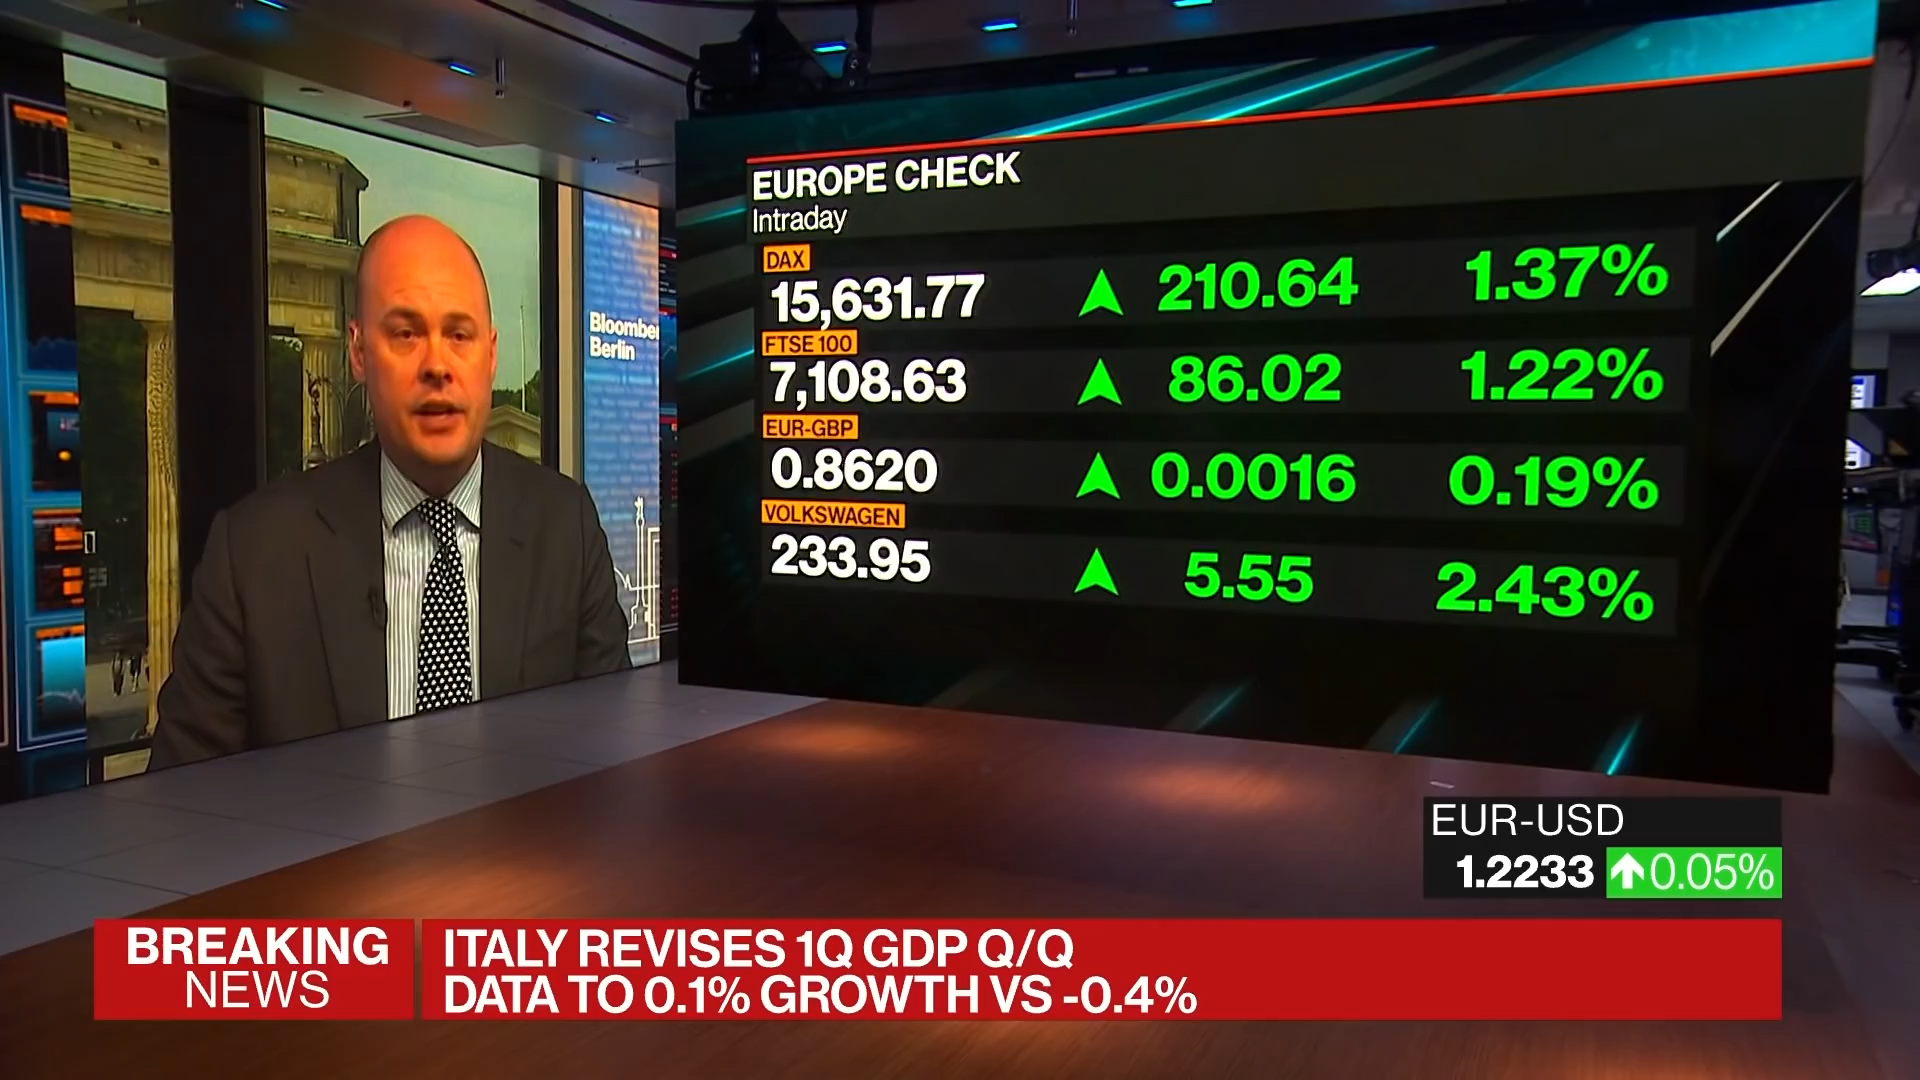 Bloomber
Berlin
EUROPE CHECK
Intraday
DAX
15,631.77 210.64 1.37%
FTSE 100
7,108.63 86.02 1.22%
EUR-GBP
0.8620 0.0016 0.19%
VOLKSWAGEN
233.95 5.55 2.43%
EUR-USD
1.2233 0.05%
BREAKING
NEWS
ITALY REVISES 1Q GDP Q/Q
DATA TO 0.1% GROWTH VS -0.4%